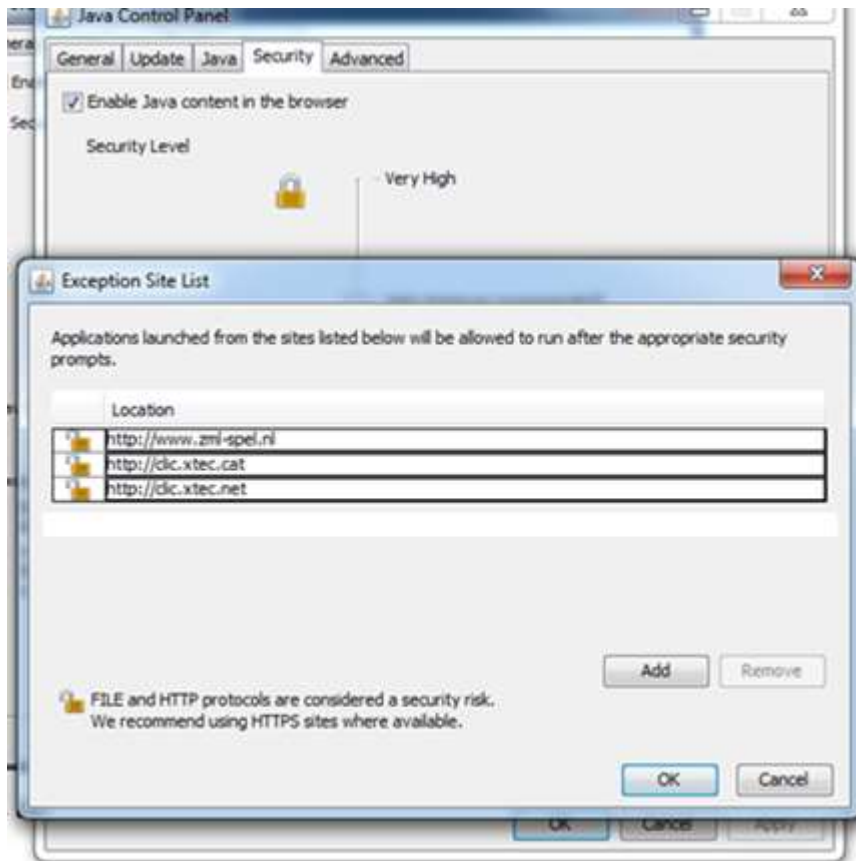 Java Control Panel
General Update Java Security Advanced
Enable Java content in the browser
Security Level
Very High
Exception Site List
Applications launched from the sites listed below will be allowed to run after the appropriate security
prompts.
Location
http://www.zml-spel.nl
http://clic.xtec.cat
http://clic.xtec.net
Add Remove
FILE and HTTP protocols are considered a security risk.
We recommend using HTTPS sites where available.
OK Cancel
OK Cancel Apply